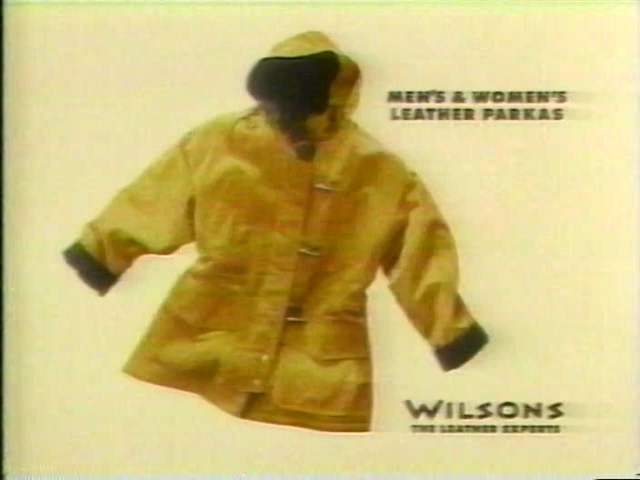 MEN'S & WOMEN'S
LEATHER PARKAS
WILSONS
THE LEATHER EXPERTS